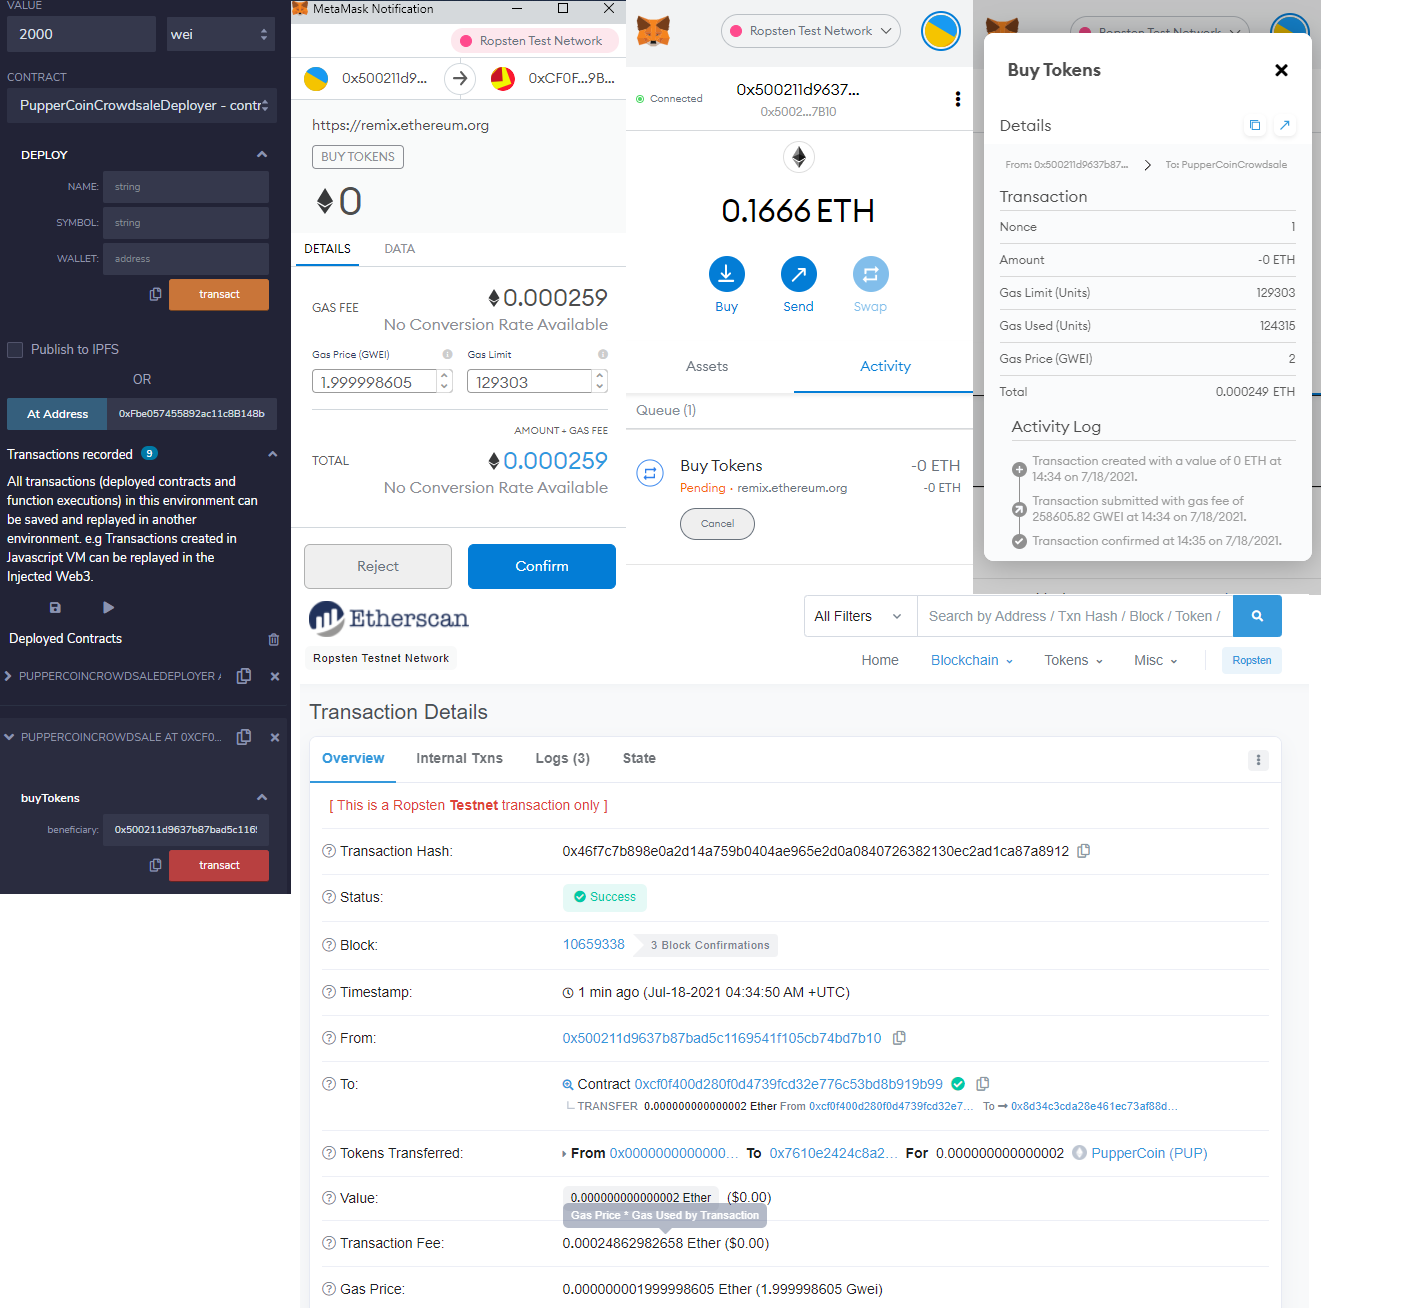 VALUE
2000
wei
CONTRACT
PupperCoinCrowdsaleDeployer - contr
DEPLOY
NAME:
string
SYMBOL:
string
WALLET:
address
transact
Publish to IPFS
OR
At Address
0xFbe057455892ac11c8B148b
Transactions recorded 9
All transactions (deployed contracts and
function executions) in this environment can
be saved and replayed in another
environment. e.g Transactions created in
Javascript VM can be replayed in the
Injected Web3.
Deployed Contracts
PUPPERCOINCROWDSALEDEPLOYER
PUPPERCOINCROWDSALE AT 0XCF0...
buyTokens
beneficiary:
0x500211d9637b87bad5c116
transact
MetaMask Notification
Ropsten Test Network
0x500211d9...
0xCF0F...9B...
https://remix.ethereum.org
BUY TOKENS
0
DETAILS
DATA
GAS FEE
0.000259
No Conversion Rate Available
Gas Price (GWEI)
Gas Limit
1.999998605
129303
AMOUNT + GAS FEE
TOTAL
0.000259
No Conversion Rate Available
Reject
Confirm
Ropsten Test Network
Connected
0x500211d9637...
0x5002...7B10
0.1666 ETH
Buy
Send
Swap
Assets
Activity
Queue (1)
Buy Tokens
-0 ETH
Pending · remix.ethereum.org
-0 ETH
Cancel
Buy Tokens
Details
From: 0x500211d9637b87...
To: PupperCoinCrowdsale
Transaction
Nonce
1
Amount
-0 ETH
Gas Limit (Units)
129303
Gas Used (Units)
124315
Gas Price (GWEI)
2
Total
0.000249 ETH
Activity Log
Transaction created with a value of 0 ETH at
14:34 on 7/18/2021.
Transaction submitted with gas fee of
258605.82 GWEI at 14:34 on 7/18/2021.
Transaction confirmed at 14:35 on 7/18/2021.
Etherscan
All Filters
Search by Address / Txn Hash / Block / Token /
Ropsten Testnet Network
Home
Blockchain
Tokens
Misc
Ropsten
Transaction Details
Overview
Internal Txns
Logs (3)
State
[ This is a Ropsten Testnet transaction only ]
Transaction Hash:
0x46f7c7b898e0a2d14a759b0404ae965e2d0a0840726382130ec2ad1ca87a8912
Status:
Success
Block:
10659338
3 Block Confirmations
Timestamp:
1 min ago (Jul-18-2021 04:34:50 AM +UTC)
From:
0x500211d9637b87bad5c1169541f105cb74bd7b10
To:
Contract 0xcf0f400d280f0d4739fcd32e776c53bd8b919b99
TRANSFER 0.000000000000002 Ether From 0xcf0f400d280f0d4739fcd32e7... To → 0x8d34c3cda28e461ec73af88d...
Tokens Transferred:
From 0x0000000000000... To 0x7610e2424c8a2... For 0.000000000000002 PupperCoin (PUP)
Value:
0.000000000000002 Ether ($0.00)
Gas Price * Gas Used by Transaction
Transaction Fee:
0.00024862982658 Ether ($0.00)
Gas Price:
0.000000001999998605 Ether (1.999998605 Gwei)